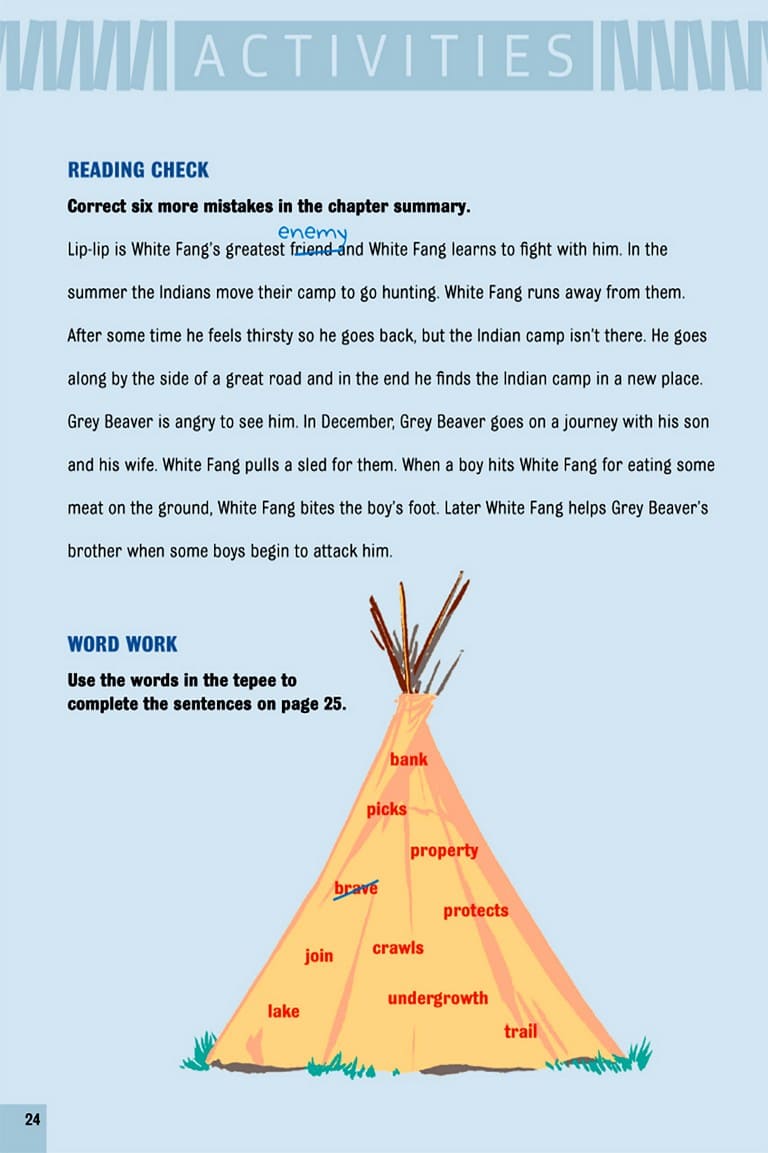 ACTIVITIES
READING CHECK
Correct six more mistakes in the chapter summary.
enemy
Lip-lip is White Fang's greatest friend and White Fang learns to fight with him. In the
summer the Indians move their camp to go hunting. White Fang runs away from them.
After some time he feels thirsty so he goes back, but the Indian camp isn't there. He goes
along by the side of a great road and in the end he finds the Indian camp in a new place.
Grey Beaver is angry to see him. In December, Grey Beaver goes on a journey with his son
and his wife. White Fang pulls a sled for them. When a boy hits White Fang for eating some
meat on the ground, White Fang bites the boy's foot. Later White Fang helps Grey Beaver's
brother when some boys begin to attack him.
WORD WORK
Use the words in the tepee to
complete the sentences on page 25.
bank
picks
property
brave
protects
crawls
join
undergrowth
lake
trail
24